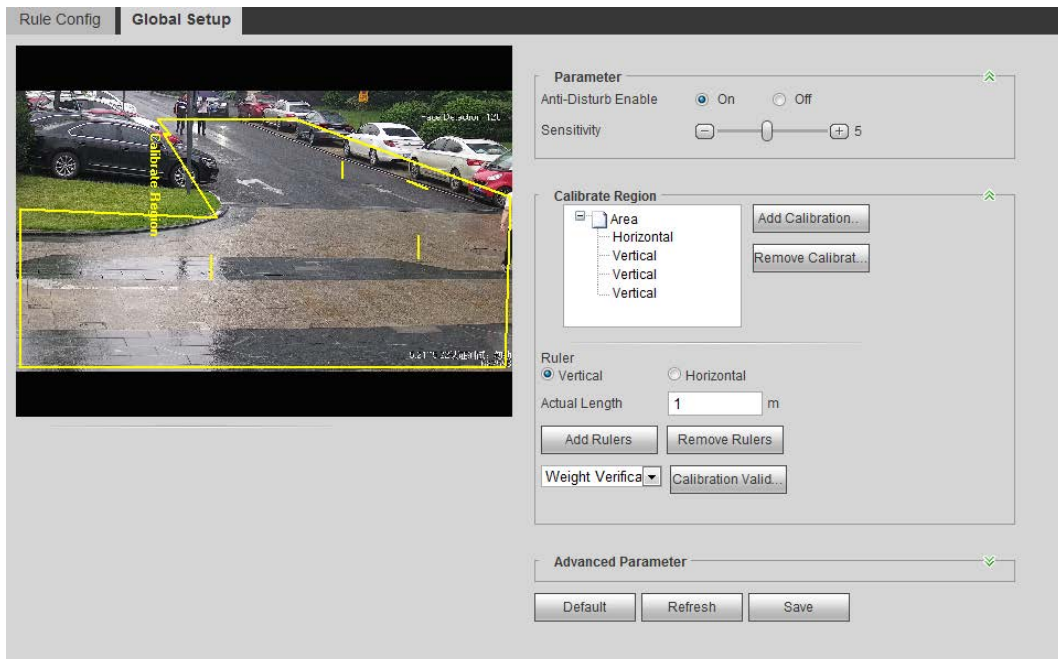 Rule Config Global Setup
Calibrate Region
Parameter
Anti-Disturb Enable On Off
Sensitivity 5
Calibrate Region
Area
Horizontal
Vertical
Vertical
Vertical
Add Calibration..
Remove Calibrat...
Ruler
Vertical Horizontal
Actual Length 1 m
Add Rulers Remove Rulers
Weight Verifica Calibration Valid...
Advanced Parameter
Default Refresh Save